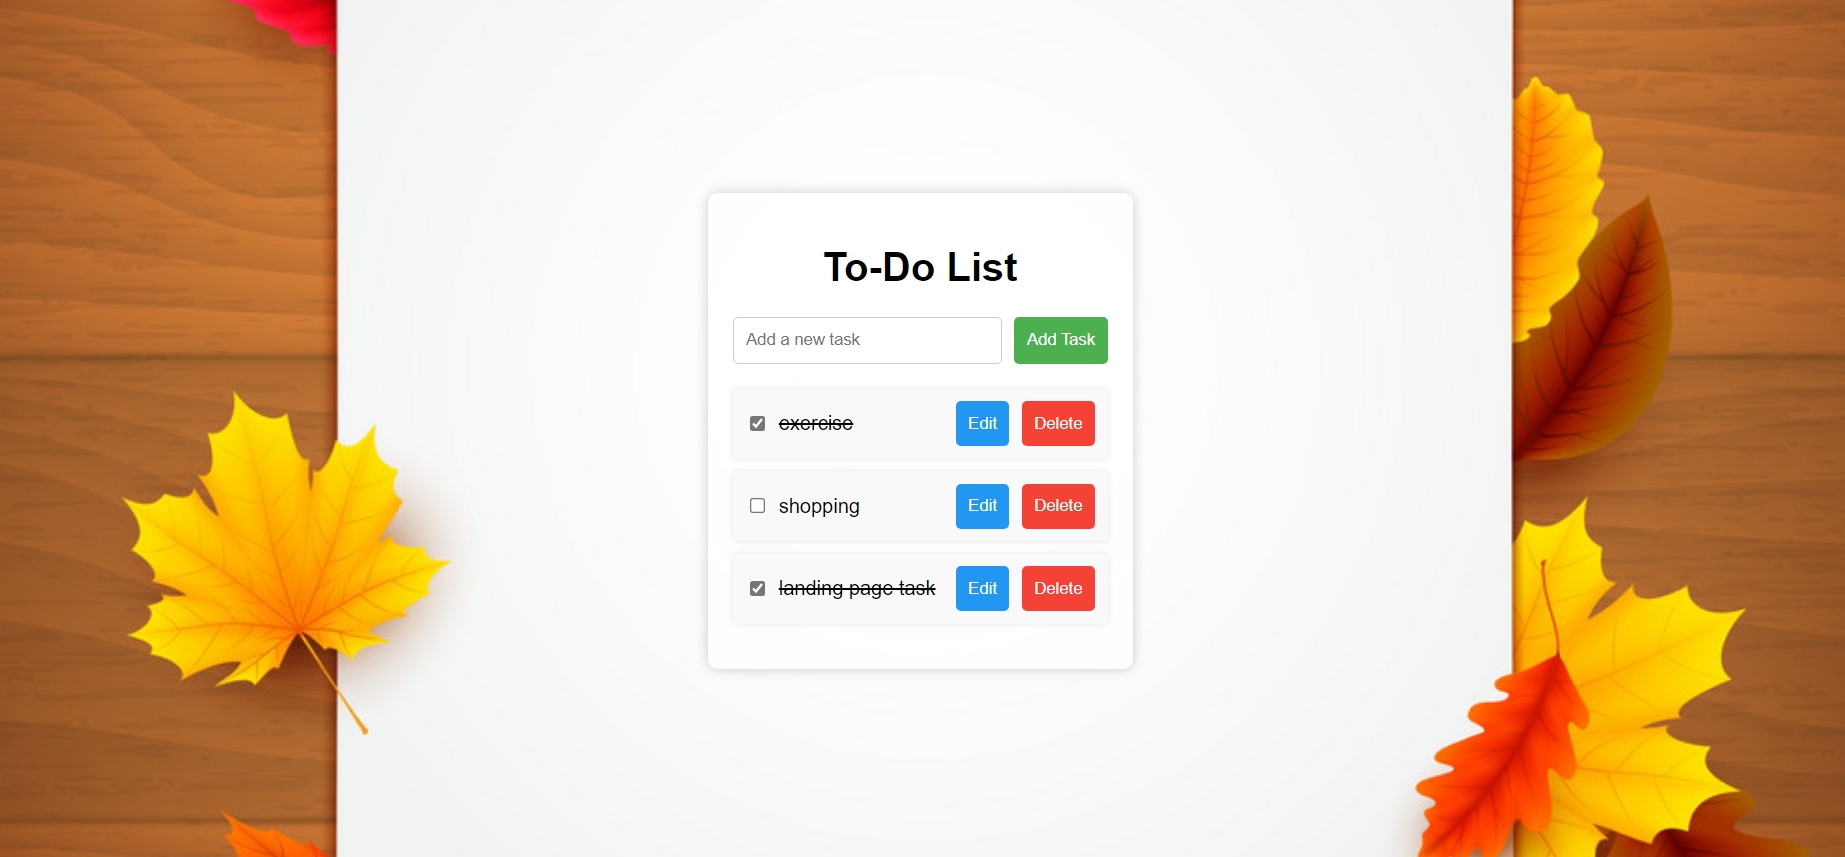 To-Do List
Add a new task Add Task
exercise Edit Delete
shopping Edit Delete
landing page task Edit Delete